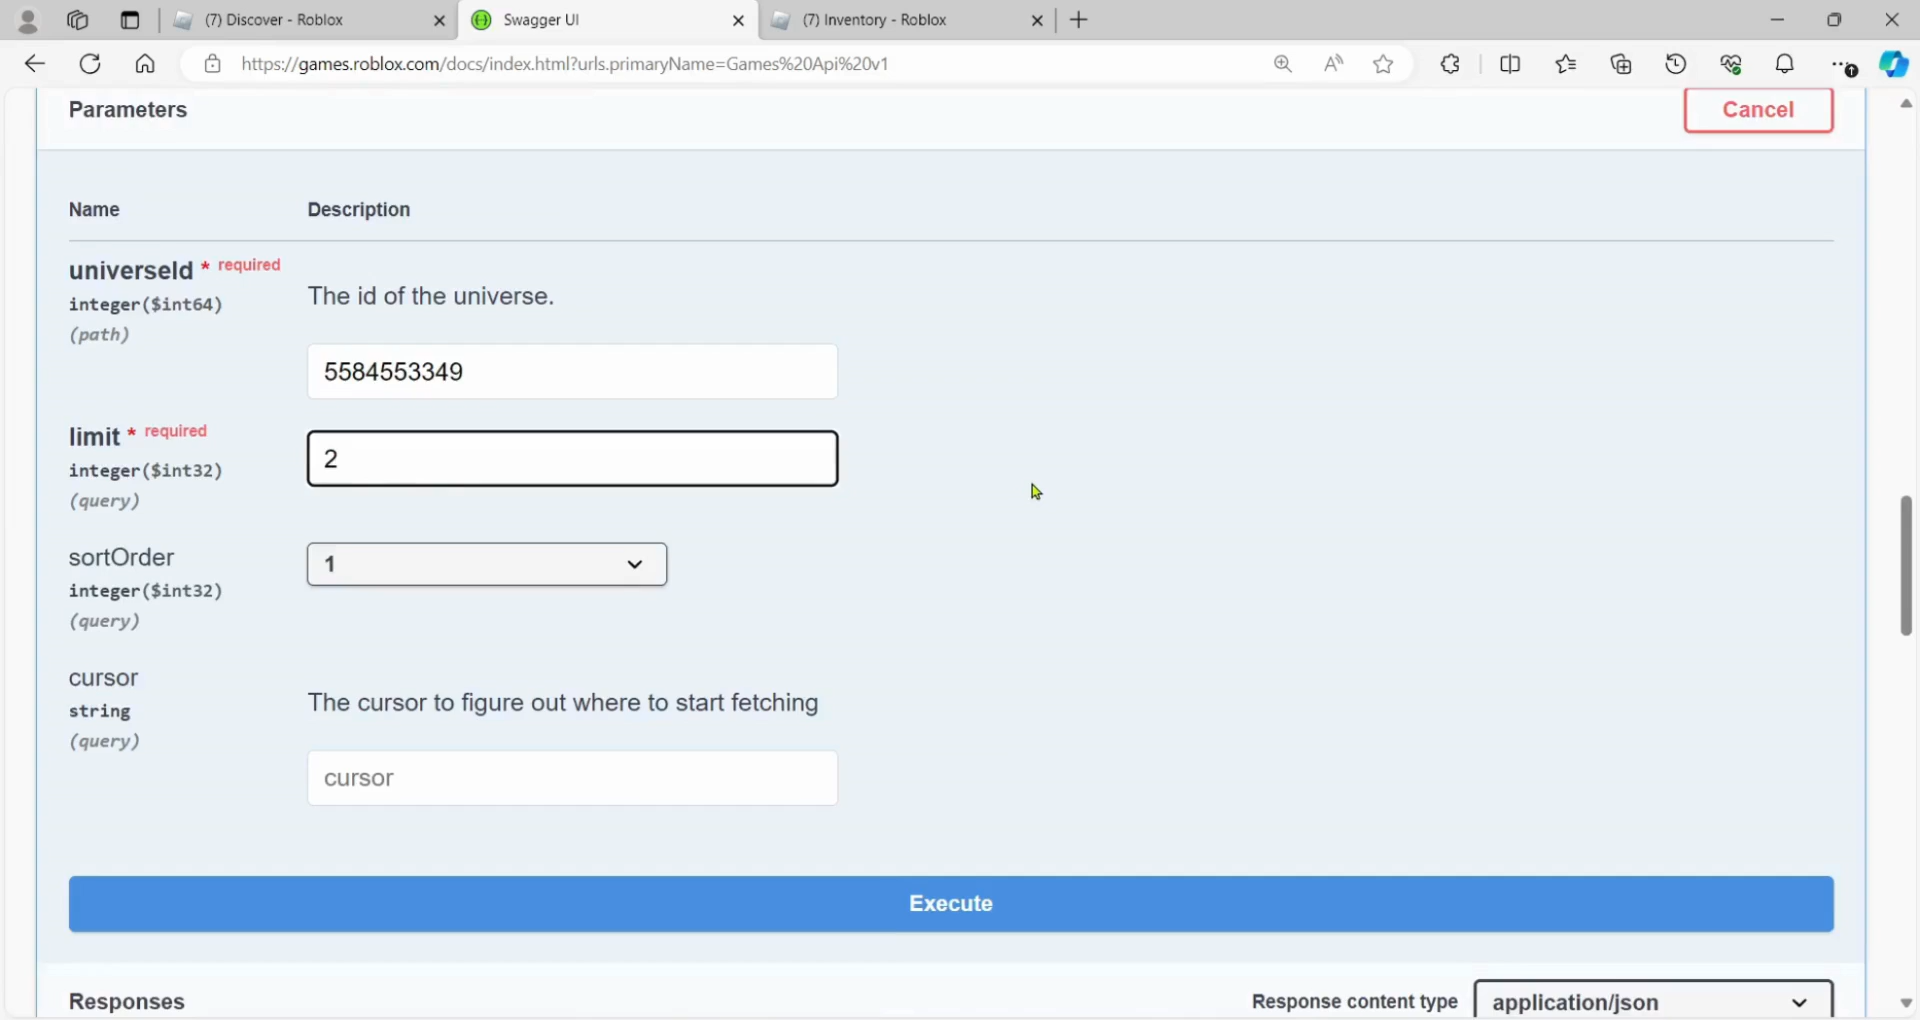 (7) Discover - Roblox
Swagger UI
(7) Inventory - Roblox
https://games.roblox.com/docs/index.html?urls.primaryName=Games%20Api%20v1
Parameters
Cancel
Name
Description
universeId * required
integer($int64)
(path)
The id of the universe.
5584553349
limit * required
integer($int32)
(query)
2
sortOrder
integer($int32)
(query)
1
cursor
string
(query)
The cursor to figure out where to start fetching
cursor
Execute
Responses
Response content type
application/json